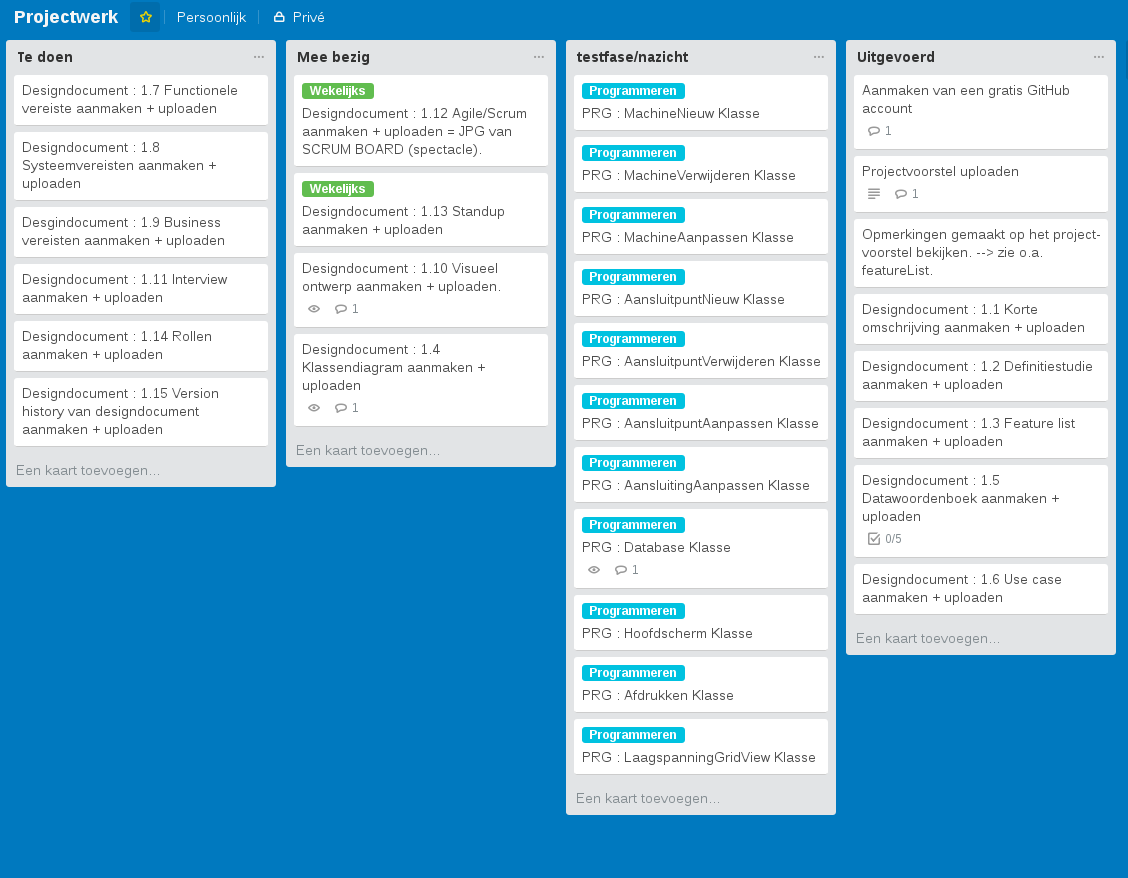 Projectwerk
Persoonlijk
Privé
Te doen
Designdocument : 1.7 Functionele
vereiste aanmaken + uploaden
Designdocument : 1.8
Systeemvereisten aanmaken +
uploaden
Desgindocument : 1.9 Business
vereisten aanmaken + uploaden
Designdocument : 1.11 Interview
aanmaken + uploaden
Designdocument : 1.14 Rollen
aanmaken + uploaden
Designdocument : 1.15 Version
history van designdocument
aanmaken + uploaden
Een kaart toevoegen...
Mee bezig
Wekelijks
Designdocument : 1.12 Agile/Scrum
aanmaken + uploaden = JPG van
SCRUM BOARD (spectacle).
Wekelijks
Designdocument : 1.13 Standup
aanmaken + uploaden
Designdocument : 1.10 Visueel
ontwerp aanmaken + uploaden.
1
Designdocument : 1.4
Klassendiagram aanmaken +
uploaden
1
Een kaart toevoegen...
testfase/nazicht
Programmeren
PRG : MachineNieuw Klasse
Programmeren
PRG : MachineVerwijderen Klasse
Programmeren
PRG : MachineAanpassen Klasse
Programmeren
PRG : AansluitpuntNieuw Klasse
Programmeren
PRG : AansluitpuntVerwijderen Klasse
Programmeren
PRG : AansluitpuntAanpassen Klasse
Programmeren
PRG : AansluitingAanpassen Klasse
Programmeren
PRG : Database Klasse
1
Programmeren
PRG : Hoofdscherm Klasse
Programmeren
PRG : Afdrukken Klasse
Programmeren
PRG : LaagspanningGridView Klasse
Een kaart toevoegen...
Uitgevoerd
Aanmaken van een gratis GitHub
account
1
Projectvoorstel uploaden
1
Opmerkingen gemaakt op het project-
voorstel bekijken. --> zie o.a.
featureList.
Designdocument : 1.1 Korte
omschrijving aanmaken + uploaden
Designdocument : 1.2 Definitiestudie
aanmaken + uploaden
Designdocument : 1.3 Feature list
aanmaken + uploaden
Designdocument : 1.5
Datawoordenboek aanmaken +
uploaden
0/5
Designdocument : 1.6 Use case
aanmaken + uploaden
Een kaart toevoegen...